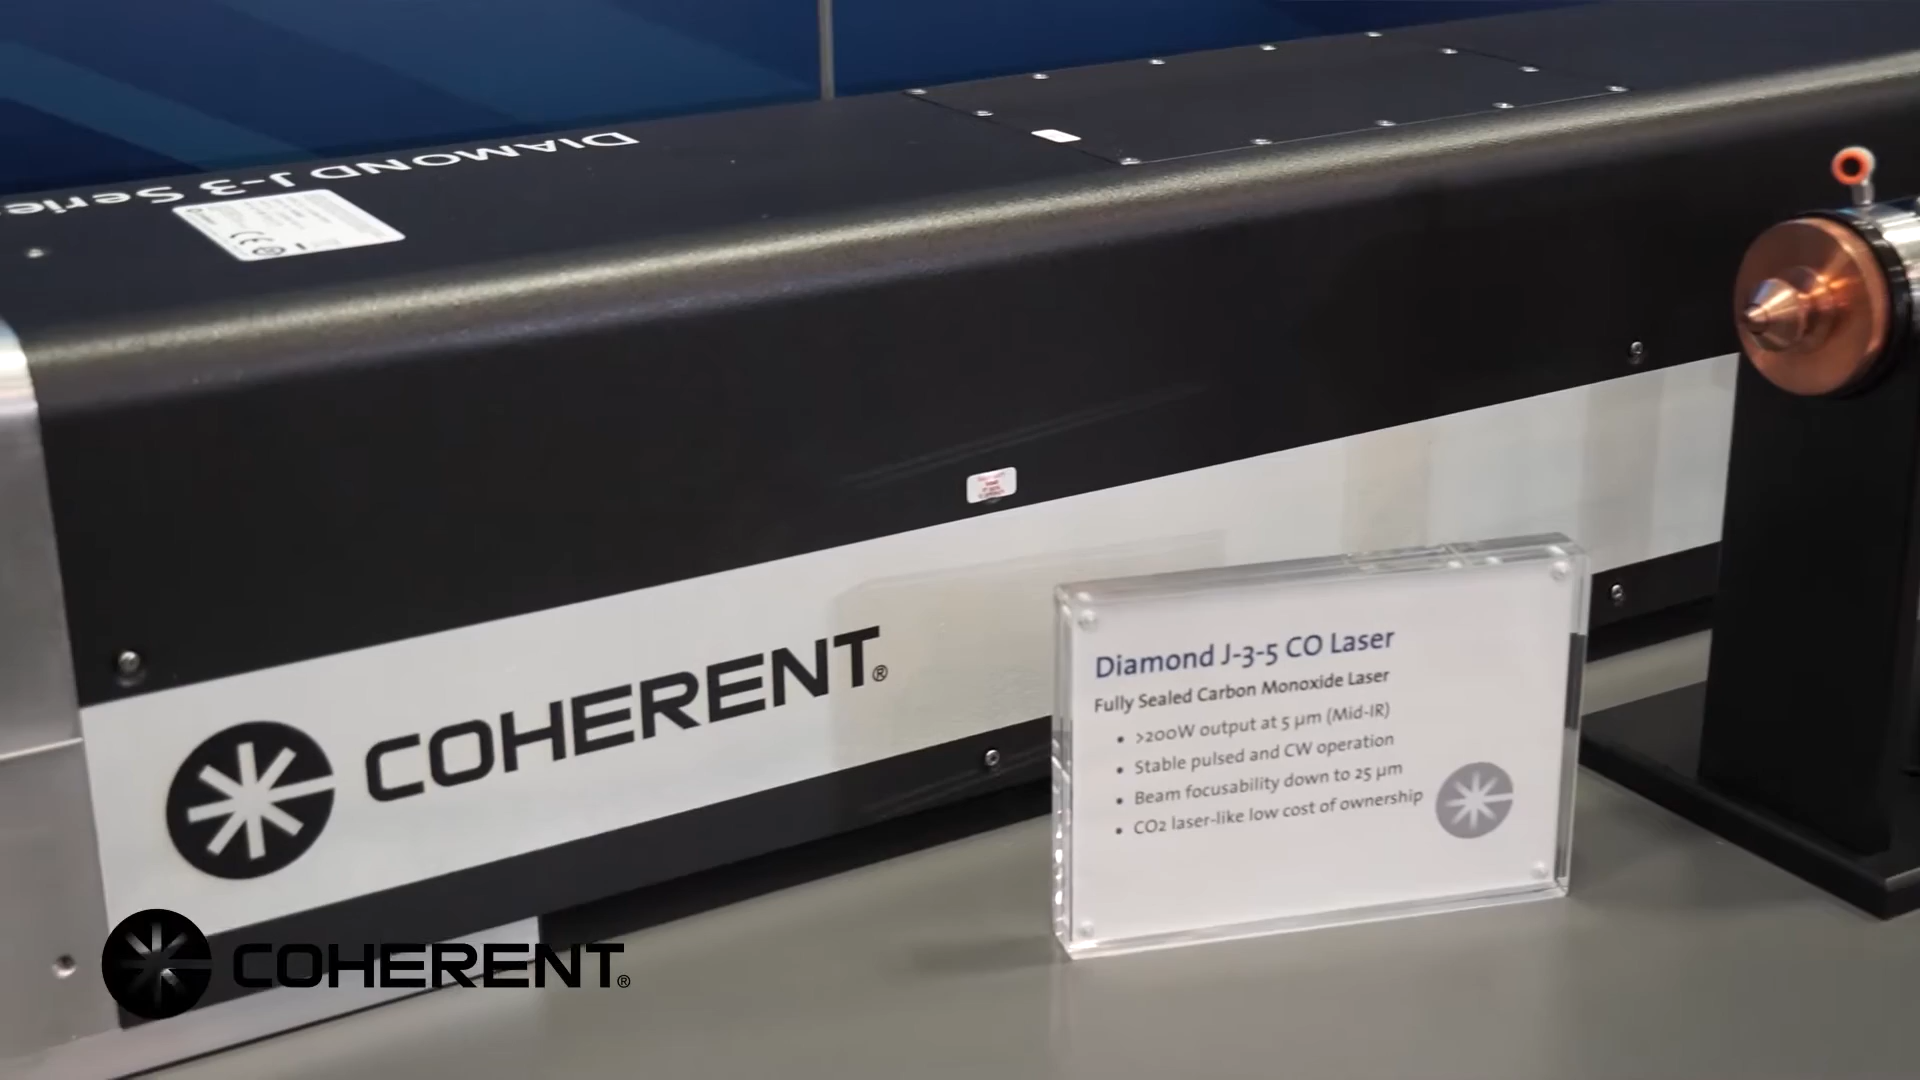 DIAMOND J-3 Series
COHERENT®
Diamond J-3-5 CO Laser
Fully Sealed Carbon Monoxide Laser
• >200W output at 5 µm (Mid-IR)
• Stable pulsed and CW operation
• Beam focusability down to 25 µm
• CO2 laser-like low cost of ownership
COHERENT®